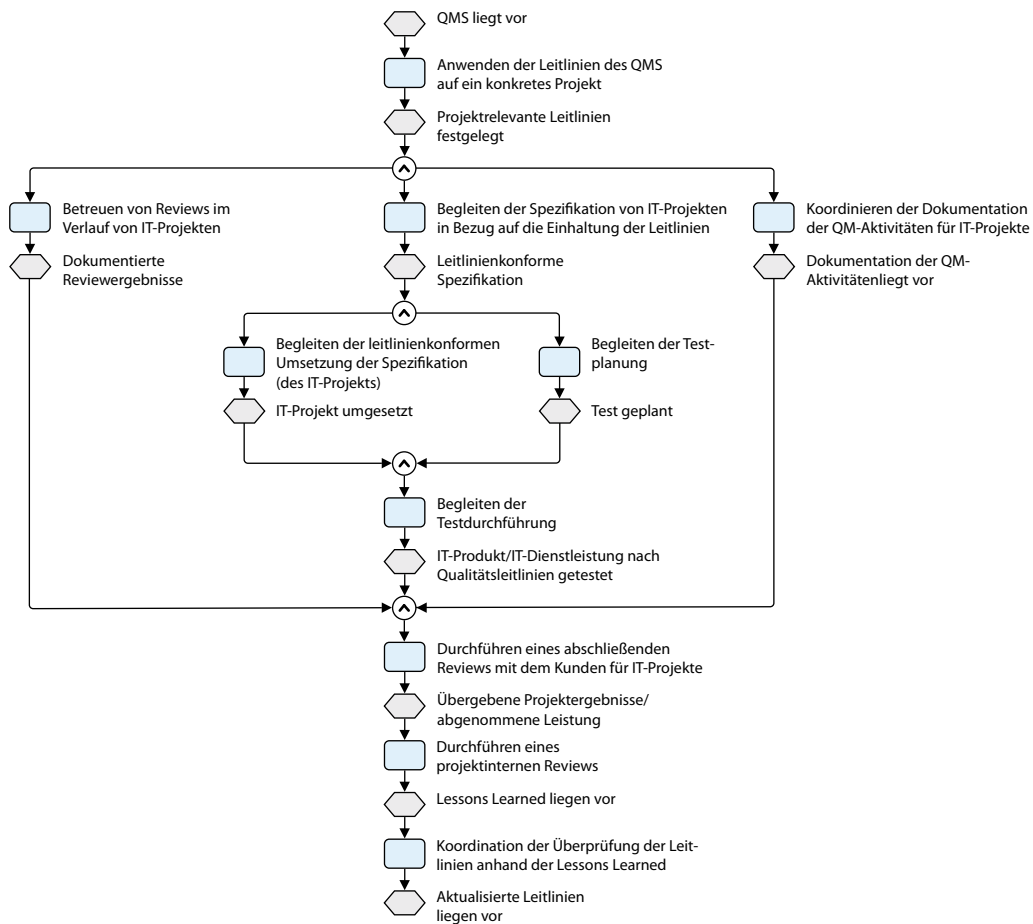 QMS liegt vor
Anwenden der Leitlinien des QMS
auf ein konkretes Projekt
Projektrelevante Leitlinien
festgelegt
Betreuen von Reviews im
Verlauf von IT-Projekten
Begleiten der Spezifikation von IT-Projekten
in Bezug auf die Einhaltung der Leitlinien
Koordinieren der Dokumentation
der QM-Aktivitäten für IT-Projekte
Dokumentierte
Reviewergebnisse
Leitlinienkonforme
Spezifikation
Dokumentation der QM-
Aktivitätenliegt vor
Begleiten der leitlinienkonformen
Umsetzung der Spezifikation
(des IT-Projekts)
Begleiten der Test-
planung
IT-Projekt umgesetzt
Test geplant
Begleiten der
Testdurchführung
IT-Produkt/IT-Dienstleistung nach
Qualitätsleitlinien getestet
Durchführen eines abschließenden
Reviews mit dem Kunden für IT-Projekte
Übergebene Projektergebnisse/
abgenommene Leistung
Durchführen eines
projektinternen Reviews
Lessons Learned liegen vor
Koordination der Überprüfung der Leit-
linien anhand der Lessons Learned
Aktualisierte Leitlinien
liegen vor